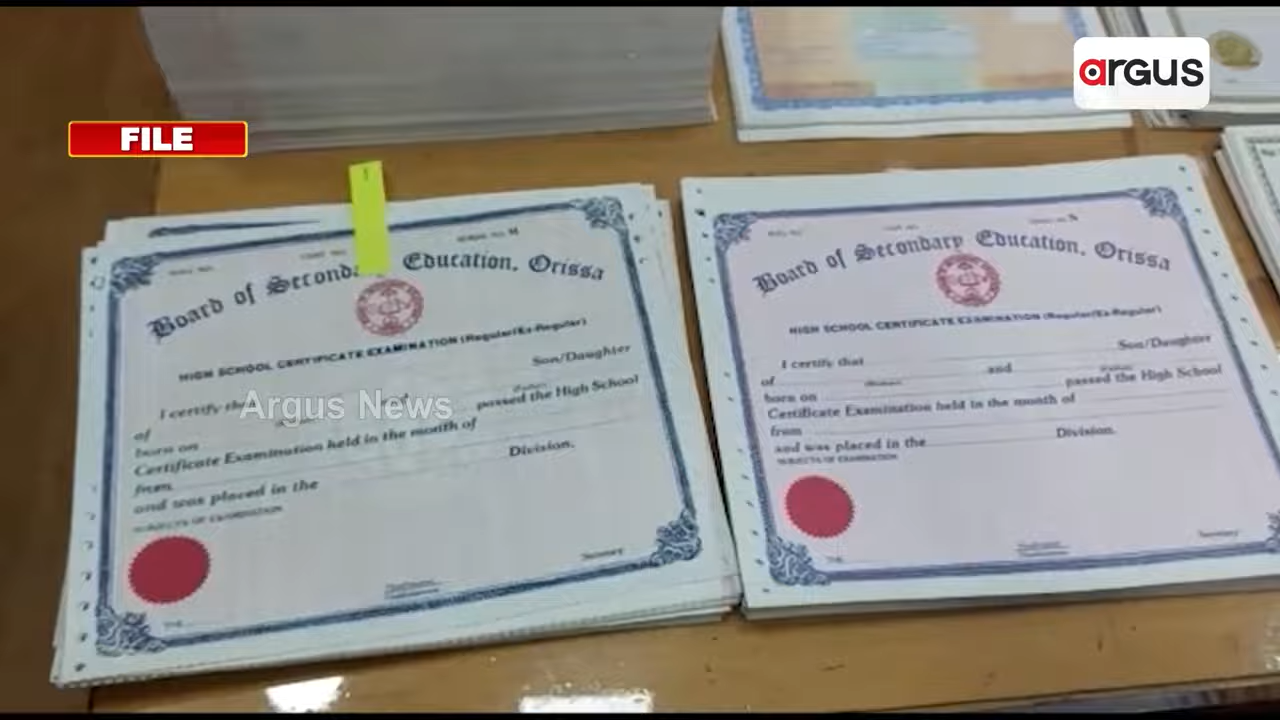 argus
FILE
Argus News
Board of Secondary Education, Orissa
HIGH SCHOOL CERTIFICATE EXAMINATION (Regular/Ex-Regular)
Son/Daughter
I certify that
of
born on
passed the High School
Certificate Examination held in the month of
from
and was placed in the
Division.
SUBJECTS OF EXAMINATION
Secretary
Board of Secondary Education, Orissa
HIGH SCHOOL CERTIFICATE EXAMINATION (Regular/Ex-Regular)
I certify that
Son/Daughter
of
and
born on
passed the High School
Certificate Examination held in the month of
from
and was placed in the
Division.
SUBJECTS OF EXAMINATION
Secretary